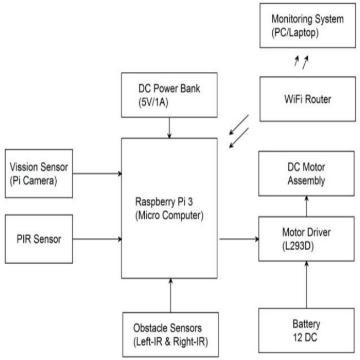 Monitoring System
(PC/Laptop)
DC Power Bank
(5V/1A)
WiFi Router
Vission Sensor
(Pi Camera)
DC Motor
Assembly
Raspberry Pi 3
(Micro Computer)
PIR Sensor
Motor Driver
(L293D)
Obstacle Sensors
(Left-IR & Right-IR)
Battery
12 DC